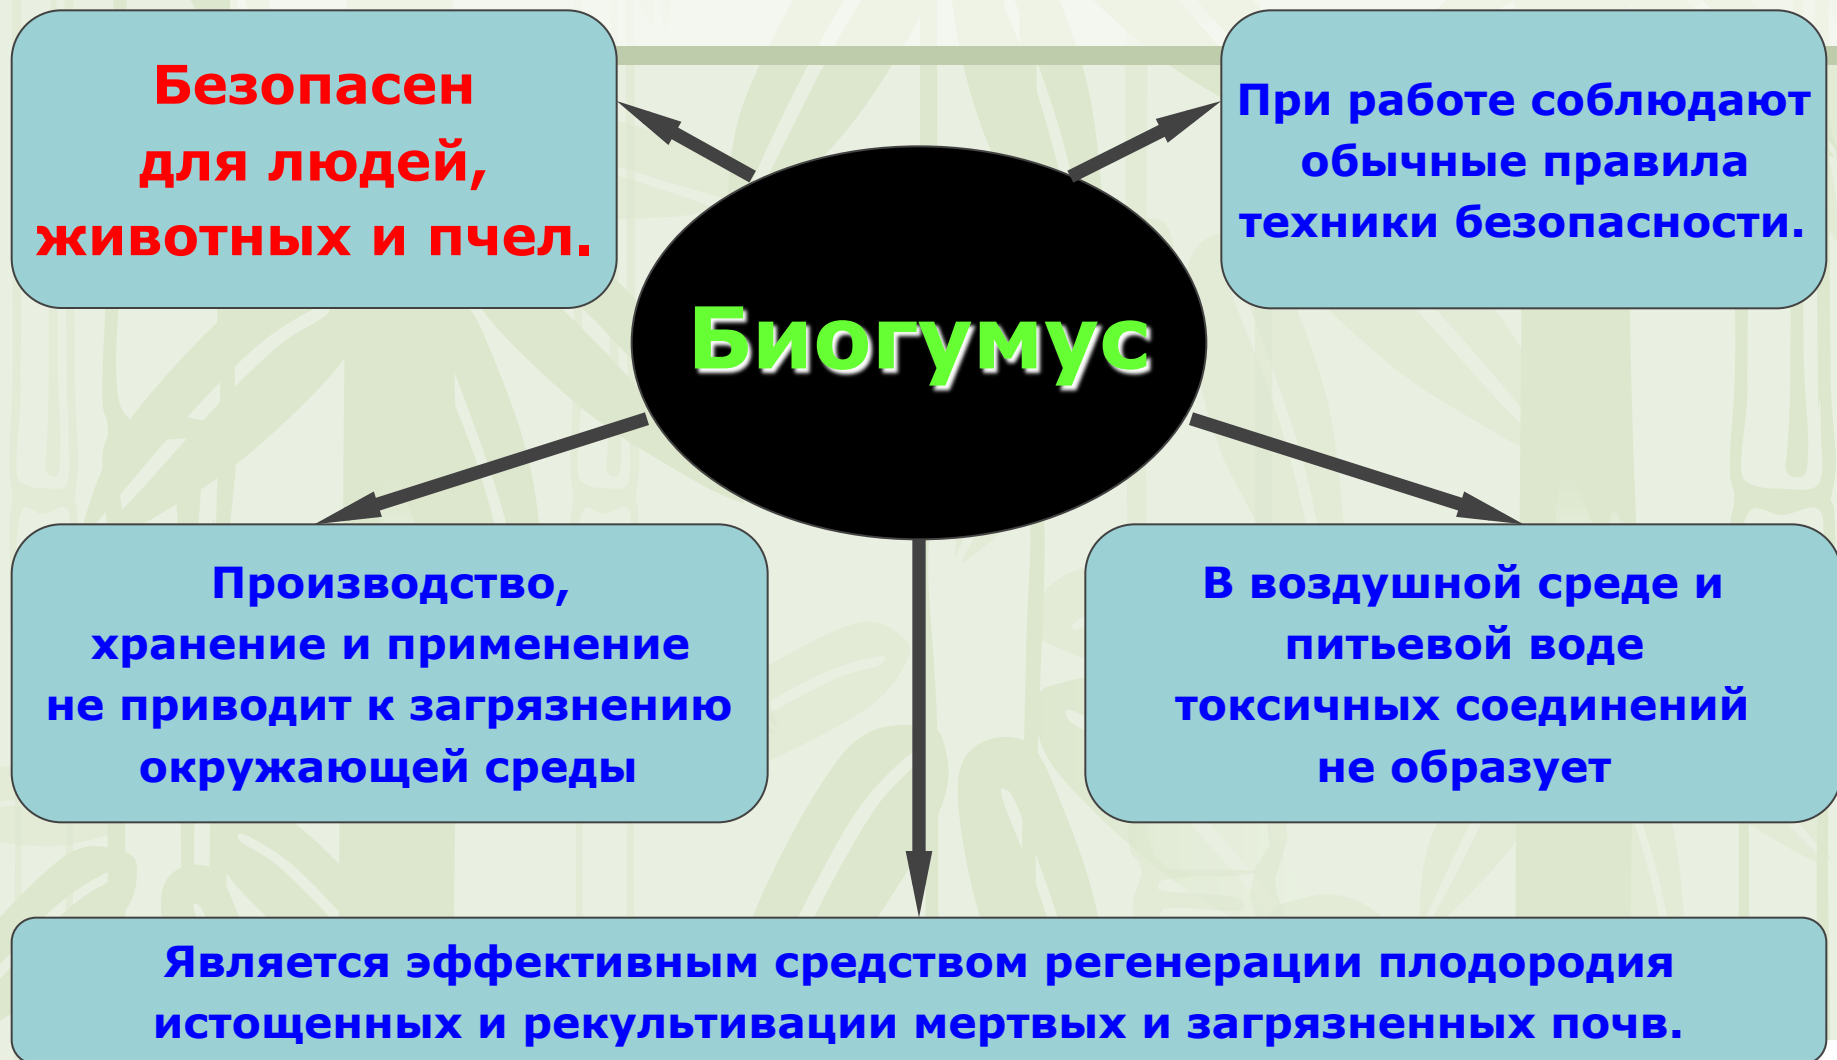 Безопасен
для людей,
животных и пчел.
При работе соблюдают
обычные правила
техники безопасности.
Биогумус
Производство,
хранение и применение
не приводит к загрязнению
окружающей среды
В воздушной среде и
питьевой воде
токсичных соединений
не образует
Является эффективным средством регенерации плодородия
истощенных и рекультивации мертвых и загрязненных почв.